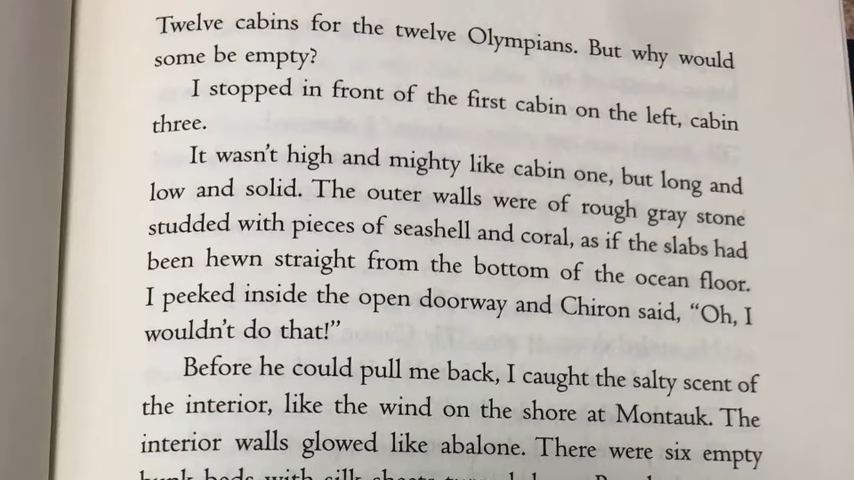 Twelve cabins for the twelve Olympians. But why would
some be empty?
I stopped in front of the first cabin on the left, cabin
three.
It wasn't high and mighty like cabin one, but long and
low and solid. The outer walls were of rough gray stone
studded with pieces of seashell and coral, as if the slabs had
been hewn straight from the bottom of the ocean floor.
I peeked inside the open doorway and Chiron said, “Oh, I
wouldn't do that!”
Before he could pull me back, I caught the salty scent of
the interior, like the wind on the shore at Montauk. The
interior walls glowed like abalone. There were six empty
bunk beds with silk sheets